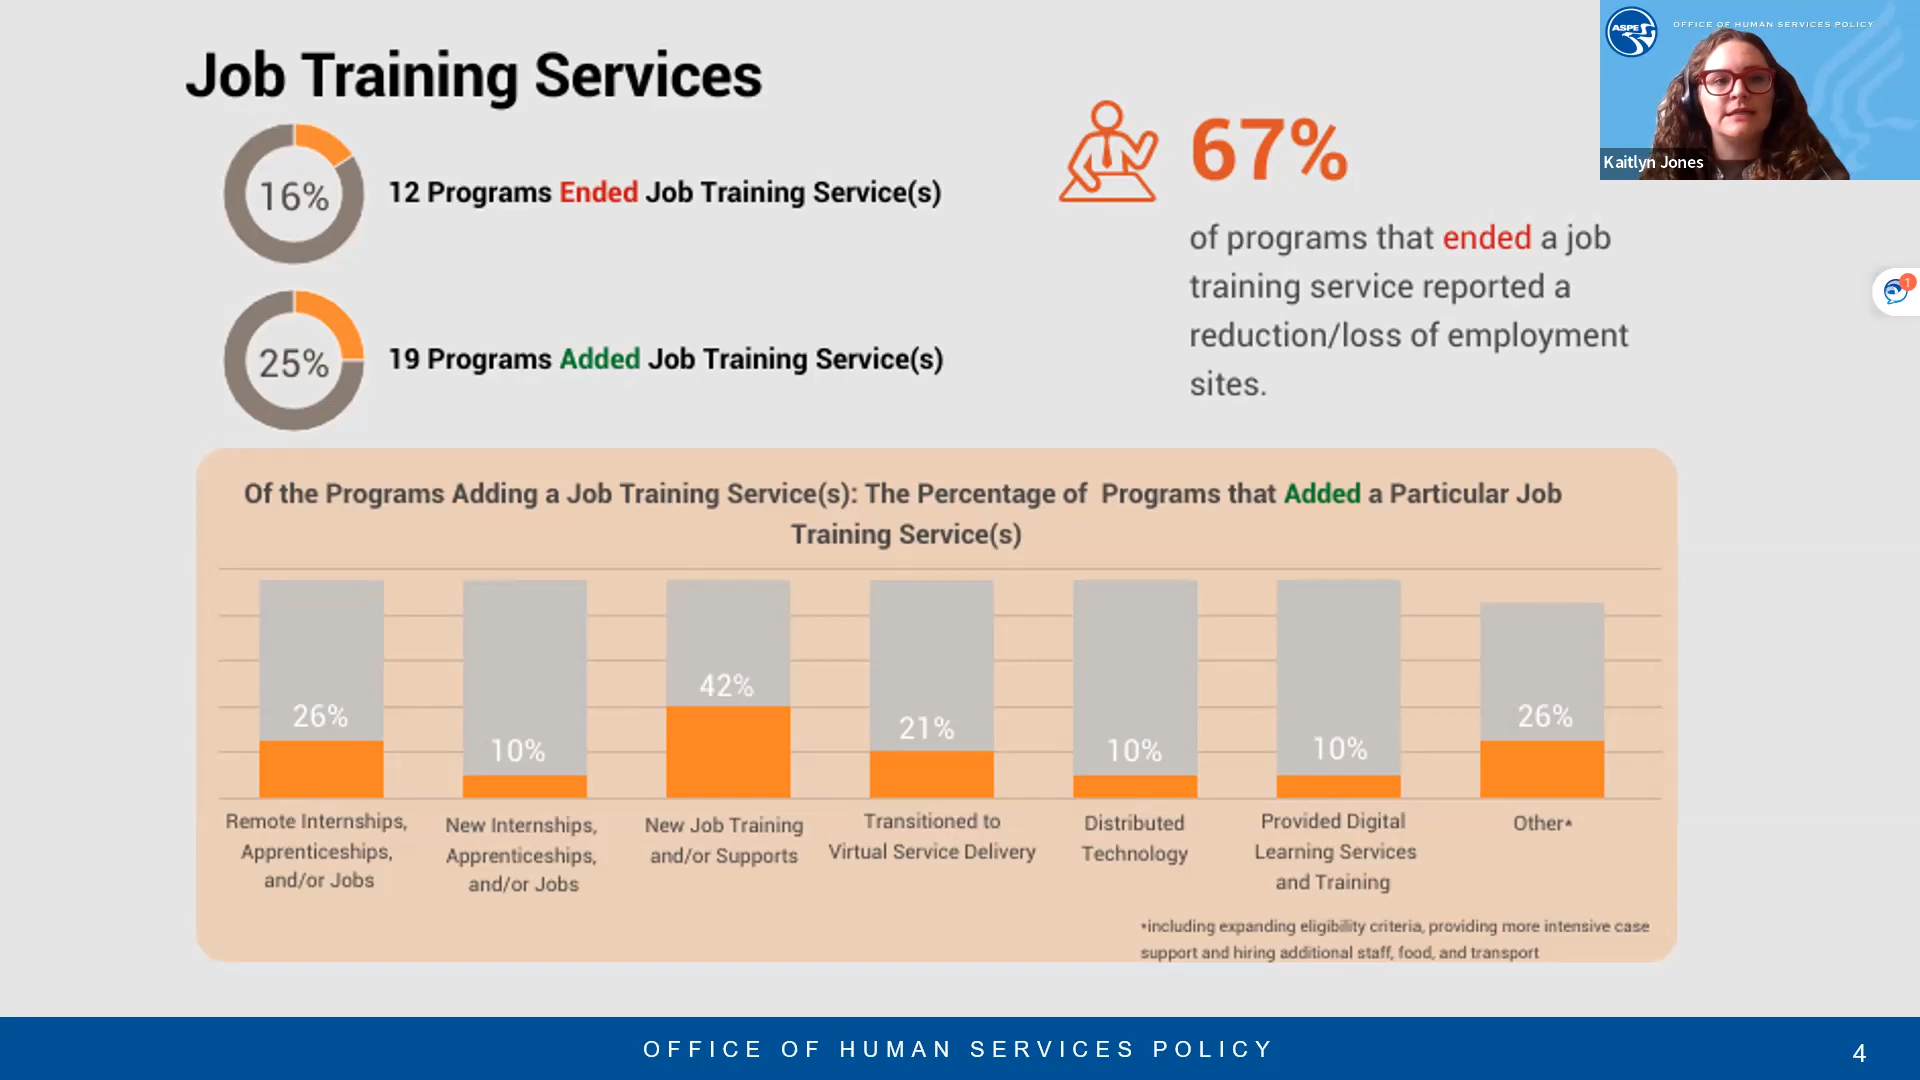 Job Training Services
16%
12 Programs Ended Job Training Service(s)
25%
19 Programs Added Job Training Service(s)
67%
of programs that ended a job
training service reported a
reduction/loss of employment
sites.
ASPE
OFFICE OF HUMAN SERVICES POLICY
Kaitlyn Jones
1
Of the Programs Adding a Job Training Service(s): The Percentage of Programs that Added a Particular Job
Training Service(s)
26%
10%
42%
21%
10%
10%
26%
Remote Internships,
Apprenticeships,
and/or Jobs
New Internships,
Apprenticeships,
and/or Jobs
New Job Training
and/or Supports
Transitioned to
Virtual Service Delivery
Distributed
Technology
Provided Digital
Learning Services
and Training
Other*
*including expanding eligibility criteria, providing more intensive case
support and hiring additional staff, food, and transport
OFFICE OF HUMAN SERVICES POLICY
4